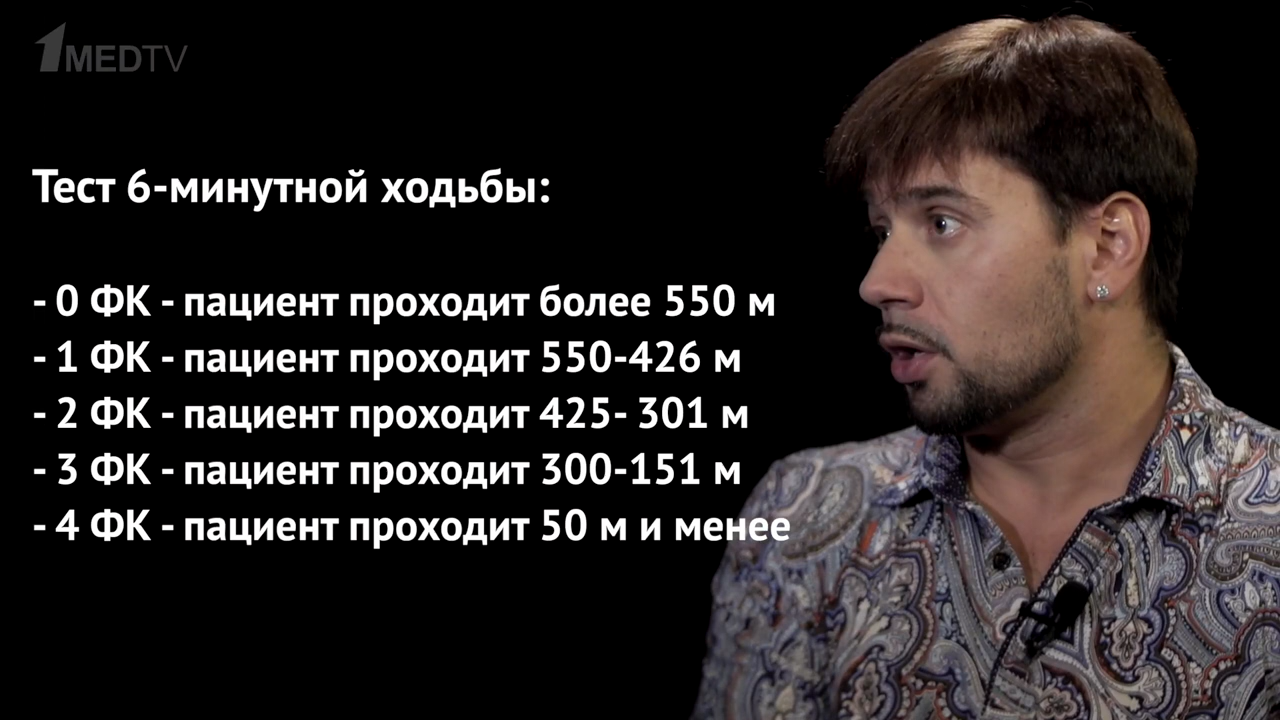 1MEDTV
Тест 6-минутной ходьбы:
- 0 ФК - пациент проходит более 550 м
- 1 ФК - пациент проходит 550-426 м
- 2 ФК - пациент проходит 425- 301 м
- 3 ФК - пациент проходит 300-151 м
- 4 ФК - пациент проходит 50 м и менее